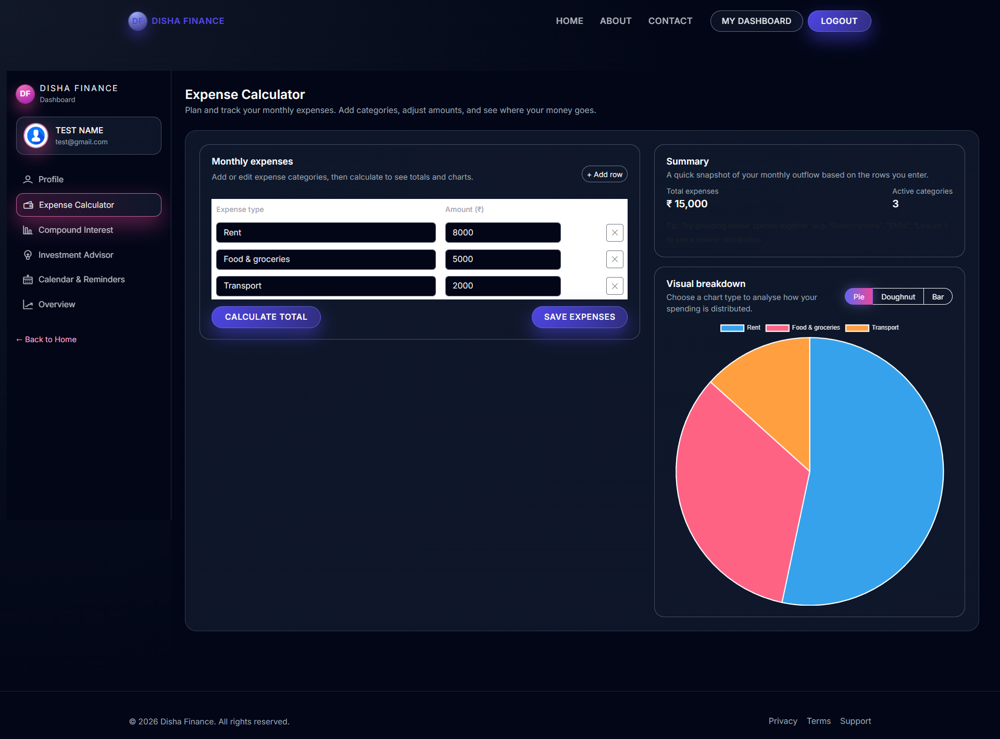 DF DISHA FINANCE
HOME ABOUT CONTACT MY DASHBOARD LOGOUT
DF DISHA FINANCE
Dashboard
TEST NAME
test@gmail.com
Profile
Expense Calculator
Compound Interest
Investment Advisor
Calendar & Reminders
Overview
← Back to Home
Expense Calculator
Plan and track your monthly expenses. Add categories, adjust amounts, and see where your money goes.
Monthly expenses
Add or edit expense categories, then calculate to see totals and charts.
+ Add row
Expense type Amount (₹)
Rent 8000
Food & groceries 5000
Transport 2000
CALCULATE TOTAL SAVE EXPENSES
Summary
A quick snapshot of your monthly outflow based on the rows you enter.
Total expenses Active categories
₹ 15,000 3
Tip: Try grouping similar spends together (e.g. "Subscriptions", "EMIs", "Leisure")
to see a clearer distribution.
Visual breakdown
Choose a chart type to analyse how your
spending is distributed.
Pie Doughnut Bar
Rent Food & groceries Transport
© 2026 Disha Finance. All rights reserved.
Privacy Terms Support